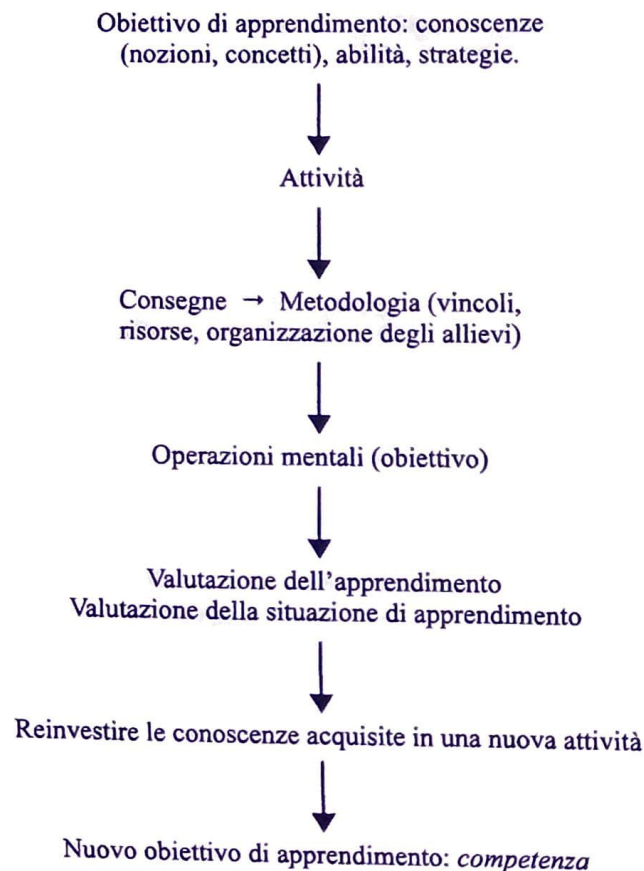 Obiettivo di apprendimento: conoscenze
(nozioni, concetti), abilità, strategie.
Attività
Consegne → Metodologia (vincoli,
risorse, organizzazione degli allievi)
Operazioni mentali (obiettivo)
Valutazione dell’apprendimento
Valutazione della situazione di apprendimento
Reinvestire le conoscenze acquisite in una nuova attività
Nuovo obiettivo di apprendimento: competenza